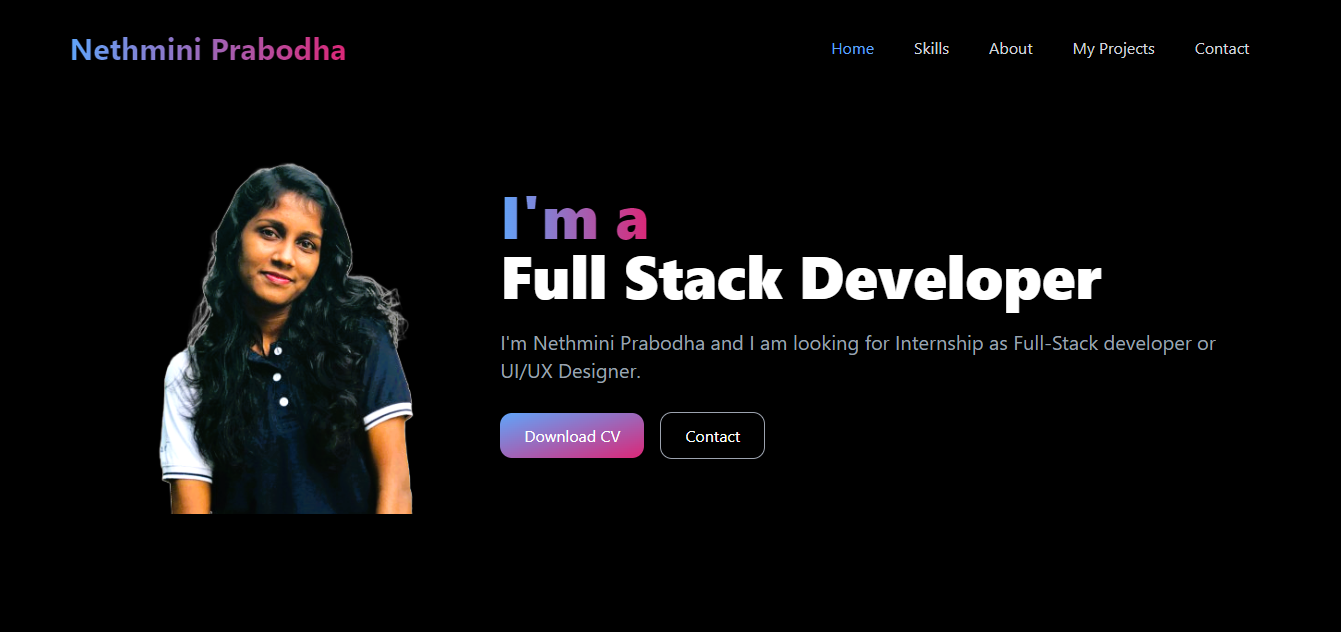 Nethmini Prabodha
Home Skills About My Projects Contact
I'm a
Full Stack Developer
I'm Nethmini Prabodha and I am looking for Internship as Full-Stack developer or
UI/UX Designer.
Download CV Contact